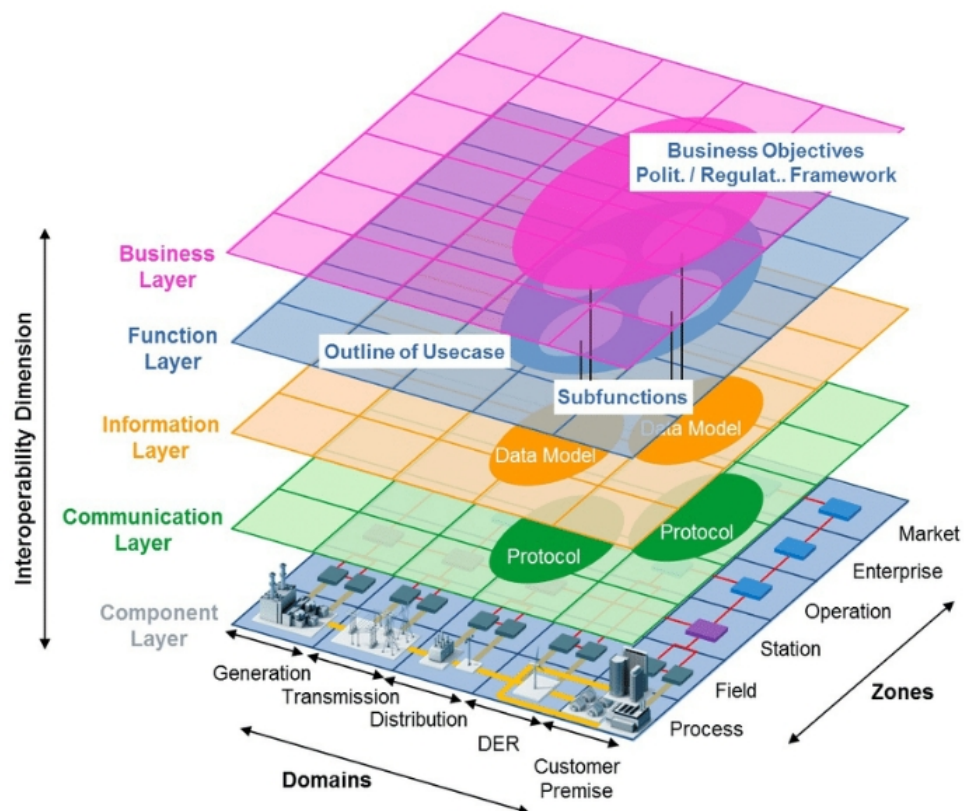 Business Objectives
Polit. / Regulat.. Framework
Business
Layer
Function
Layer
Outline of Usecase
Subfunctions
Information
Layer
Data Model
Data Model
Communication
Layer
Protocol
Protocol
Component
Layer
Interoperability Dimension
Market
Enterprise
Operation
Station
Field
Process
Zones
Generation
Transmission
Distribution
DER
Customer
Premise
Domains